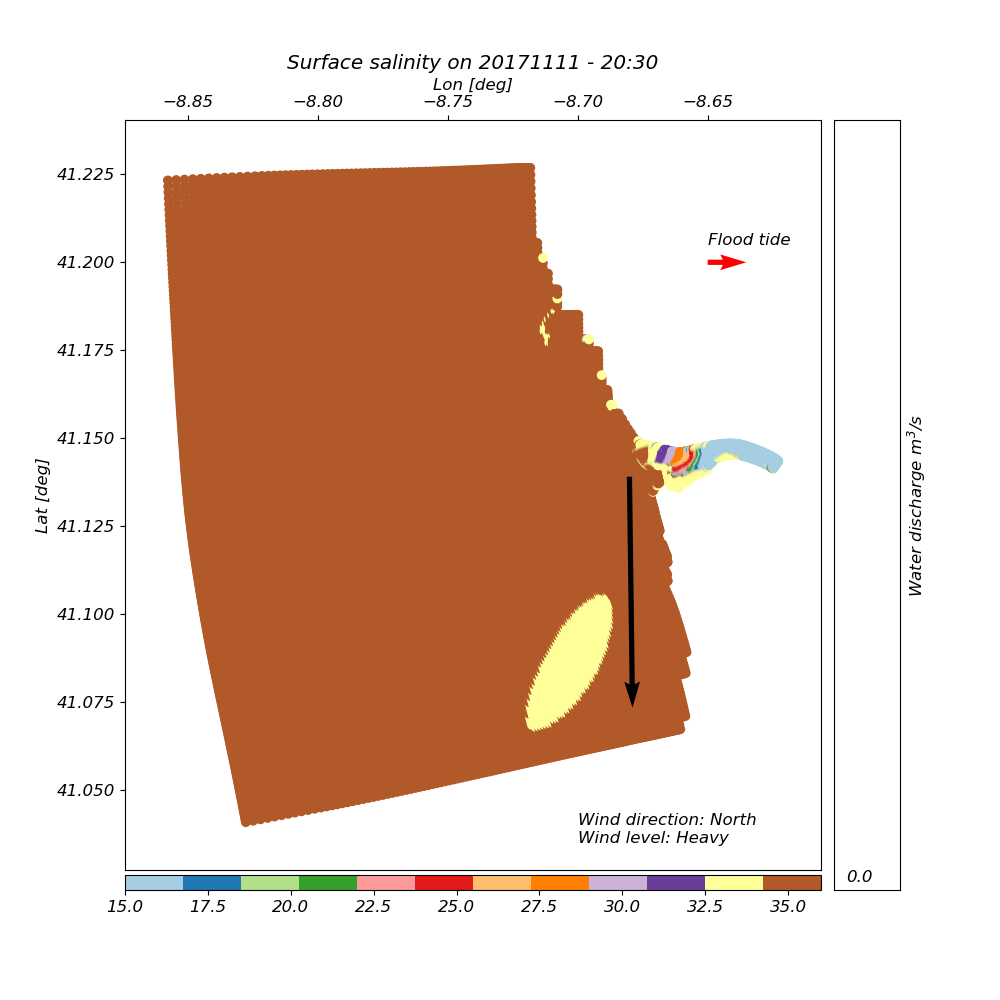 Surface salinity on 20171111 - 20:30
Lon [deg]
−8.85 −8.80 −8.75 −8.70 −8.65
41.225
41.200
41.175
41.150
41.125
41.100
41.075
41.050
Lat [deg]
Flood tide
Wind direction: North
Wind level: Heavy
15.0 17.5 20.0 22.5 25.0 27.5 30.0 32.5 35.0
0.0
Water discharge m³/s